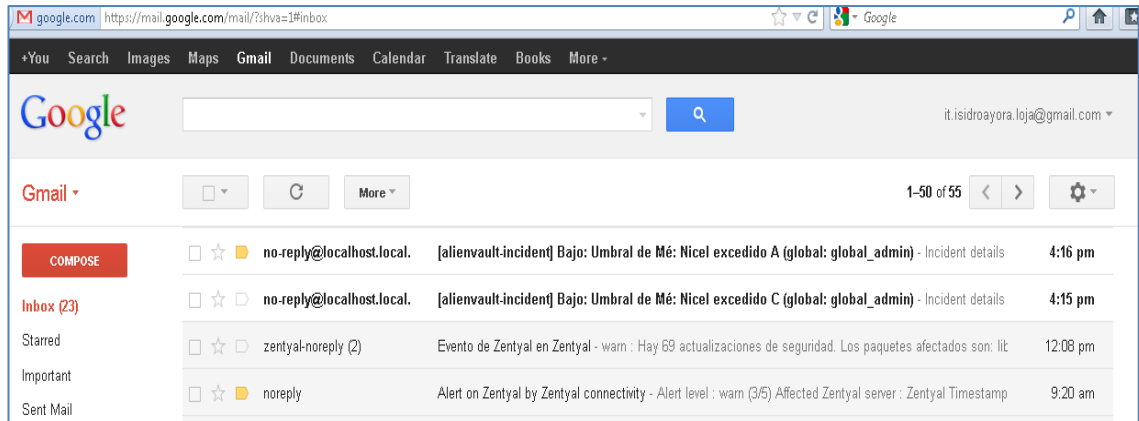 google.com https://mail.google.com/mail/?shva=1#inbox Google
+You Search Images Maps Gmail Documents Calendar Translate Books More
Google it.isidroayora.loja@gmail.com
Gmail More 1–50 of 55
COMPOSE
no-reply@localhost.local. [alienvault-incident] Bajo: Umbral de Mé: Nicel excedido A (global: global_admin) - Incident details 4:16 pm
Inbox (23)
no-reply@localhost.local. [alienvault-incident] Bajo: Umbral de Mé: Nicel excedido C (global: global_admin) - Incident details 4:15 pm
Starred
zentyal-noreply (2) Evento de Zentyal en Zentyal - warn : Hay 69 actualizaciones de seguridad. Los paquetes afectados son: lit 12:08 pm
Important
noreply Alert on Zentyal by Zentyal connectivity - Alert level : warn (3/5) Affected Zentyal server : Zentyal Timestamp 9:20 am
Sent Mail